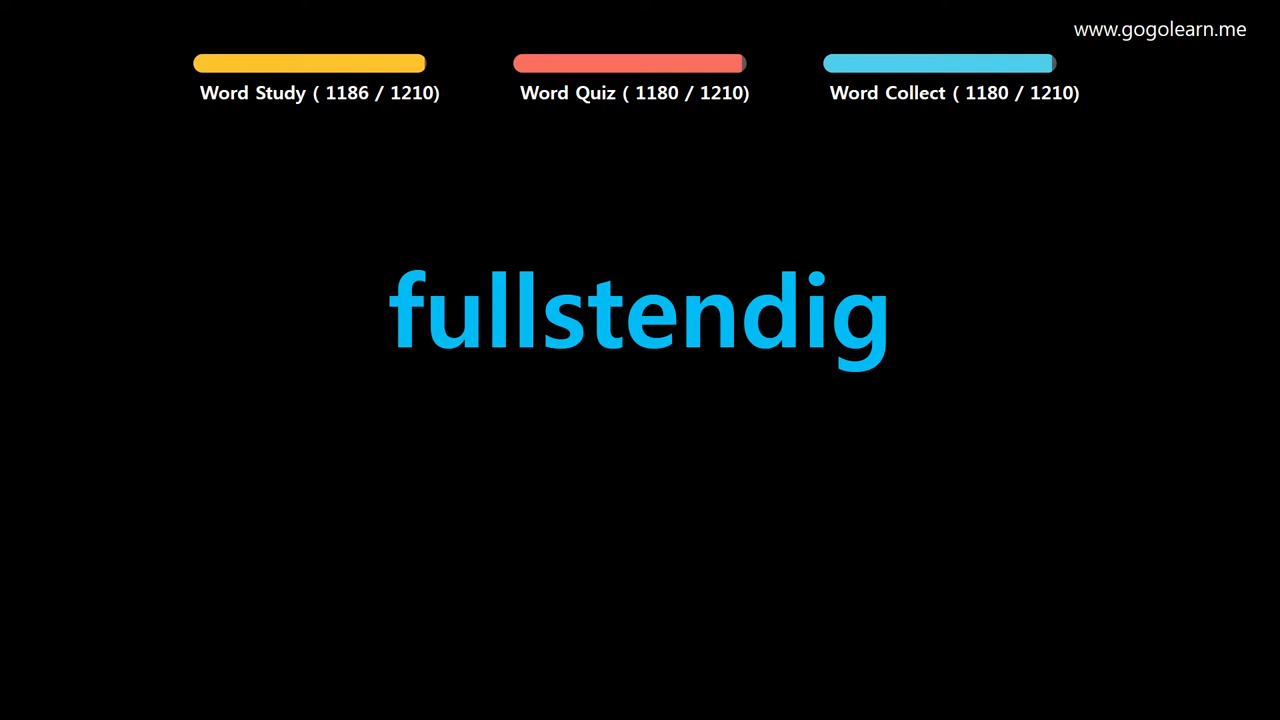 www.gogolearn.me
Word Study ( 1186 / 1210)
Word Quiz ( 1180 / 1210)
Word Collect ( 1180 / 1210)
fullstendig